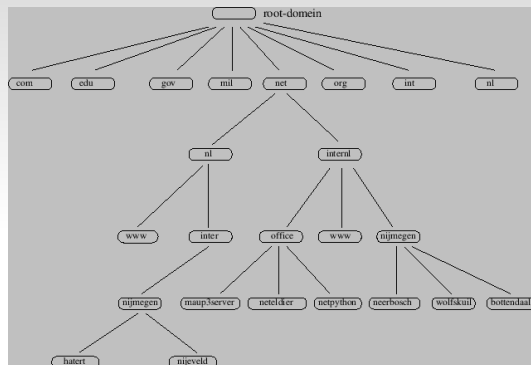 root-domein
com edu gov mil net org int nl
nl internl
www inter office www nijmegen
nijmegen maup3server neteldier netpython neerbosch wolfskuil bottendaal
hatert nijeveld